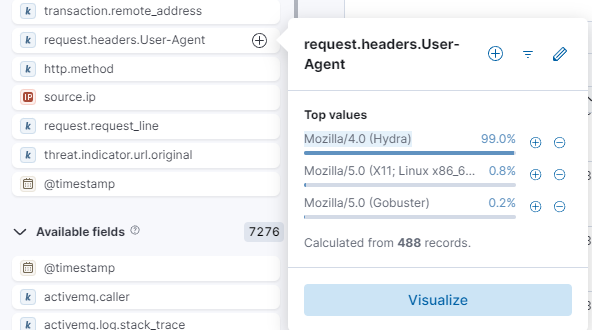 transaction.remote_address
k request.headers.User-Agent
k http.method
IP source.ip
k request.request_line
k threat.indicator.url.original
@timestamp
Available fields
7276
@timestamp
k activemq.caller
k activemq.log.stack_trace
request.headers.User-
Agent
Top values
Mozilla/4.0 (Hydra) 99.0%
Mozilla/5.0 (X11; Linux x86_6... 0.8%
Mozilla/5.0 (Gobuster) 0.2%
Calculated from 488 records.
Visualize